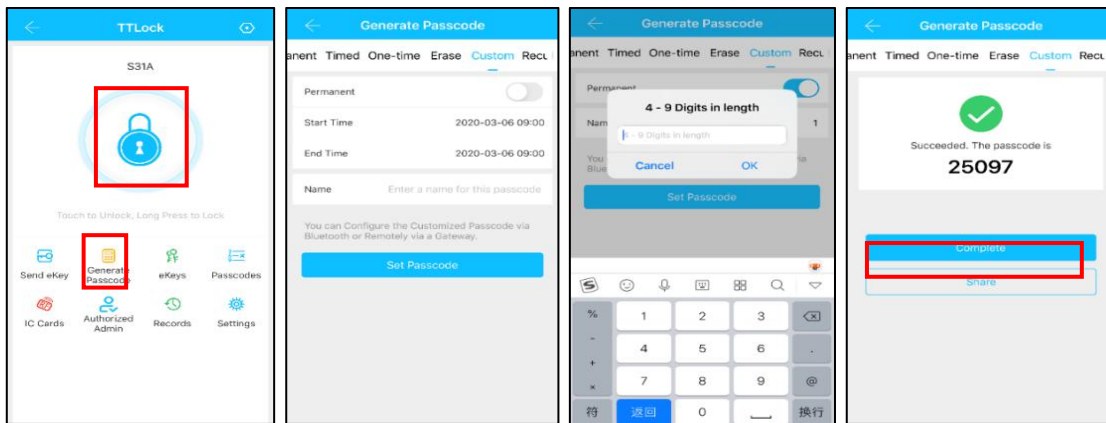 TTLock
S31A
Touch to Unlock, Long Press to Lock
Send eKey
Generate
Passcode
eKeys
Passcodes
IC Cards
Authorized
Admin
Records
Settings
Generate Passcode
anent Timed One-time Erase Custom Recu
Permanent
Start Time 2020-03-06 09:00
End Time 2020-03-06 09:00
Name Enter a name for this passcode
You can Configure the Customized Passcode via
Bluetooth or Remotely via a Gateway.
Set Passcode
Generate Passcode
anent Timed One-time Erase Custom Recu
Permanent
4 - 9 Digits in length
Nam 1
4 - 9 Digits in length
You via
Blue
Cancel OK
Set Passcode
S
% 1 2 3
- 4 5 6 .
+
× 7 8 9 @
符 返回 0 换行
Generate Passcode
anent Timed One-time Erase Custom Recu
Succeeded. The passcode is
25097
Complete
Share